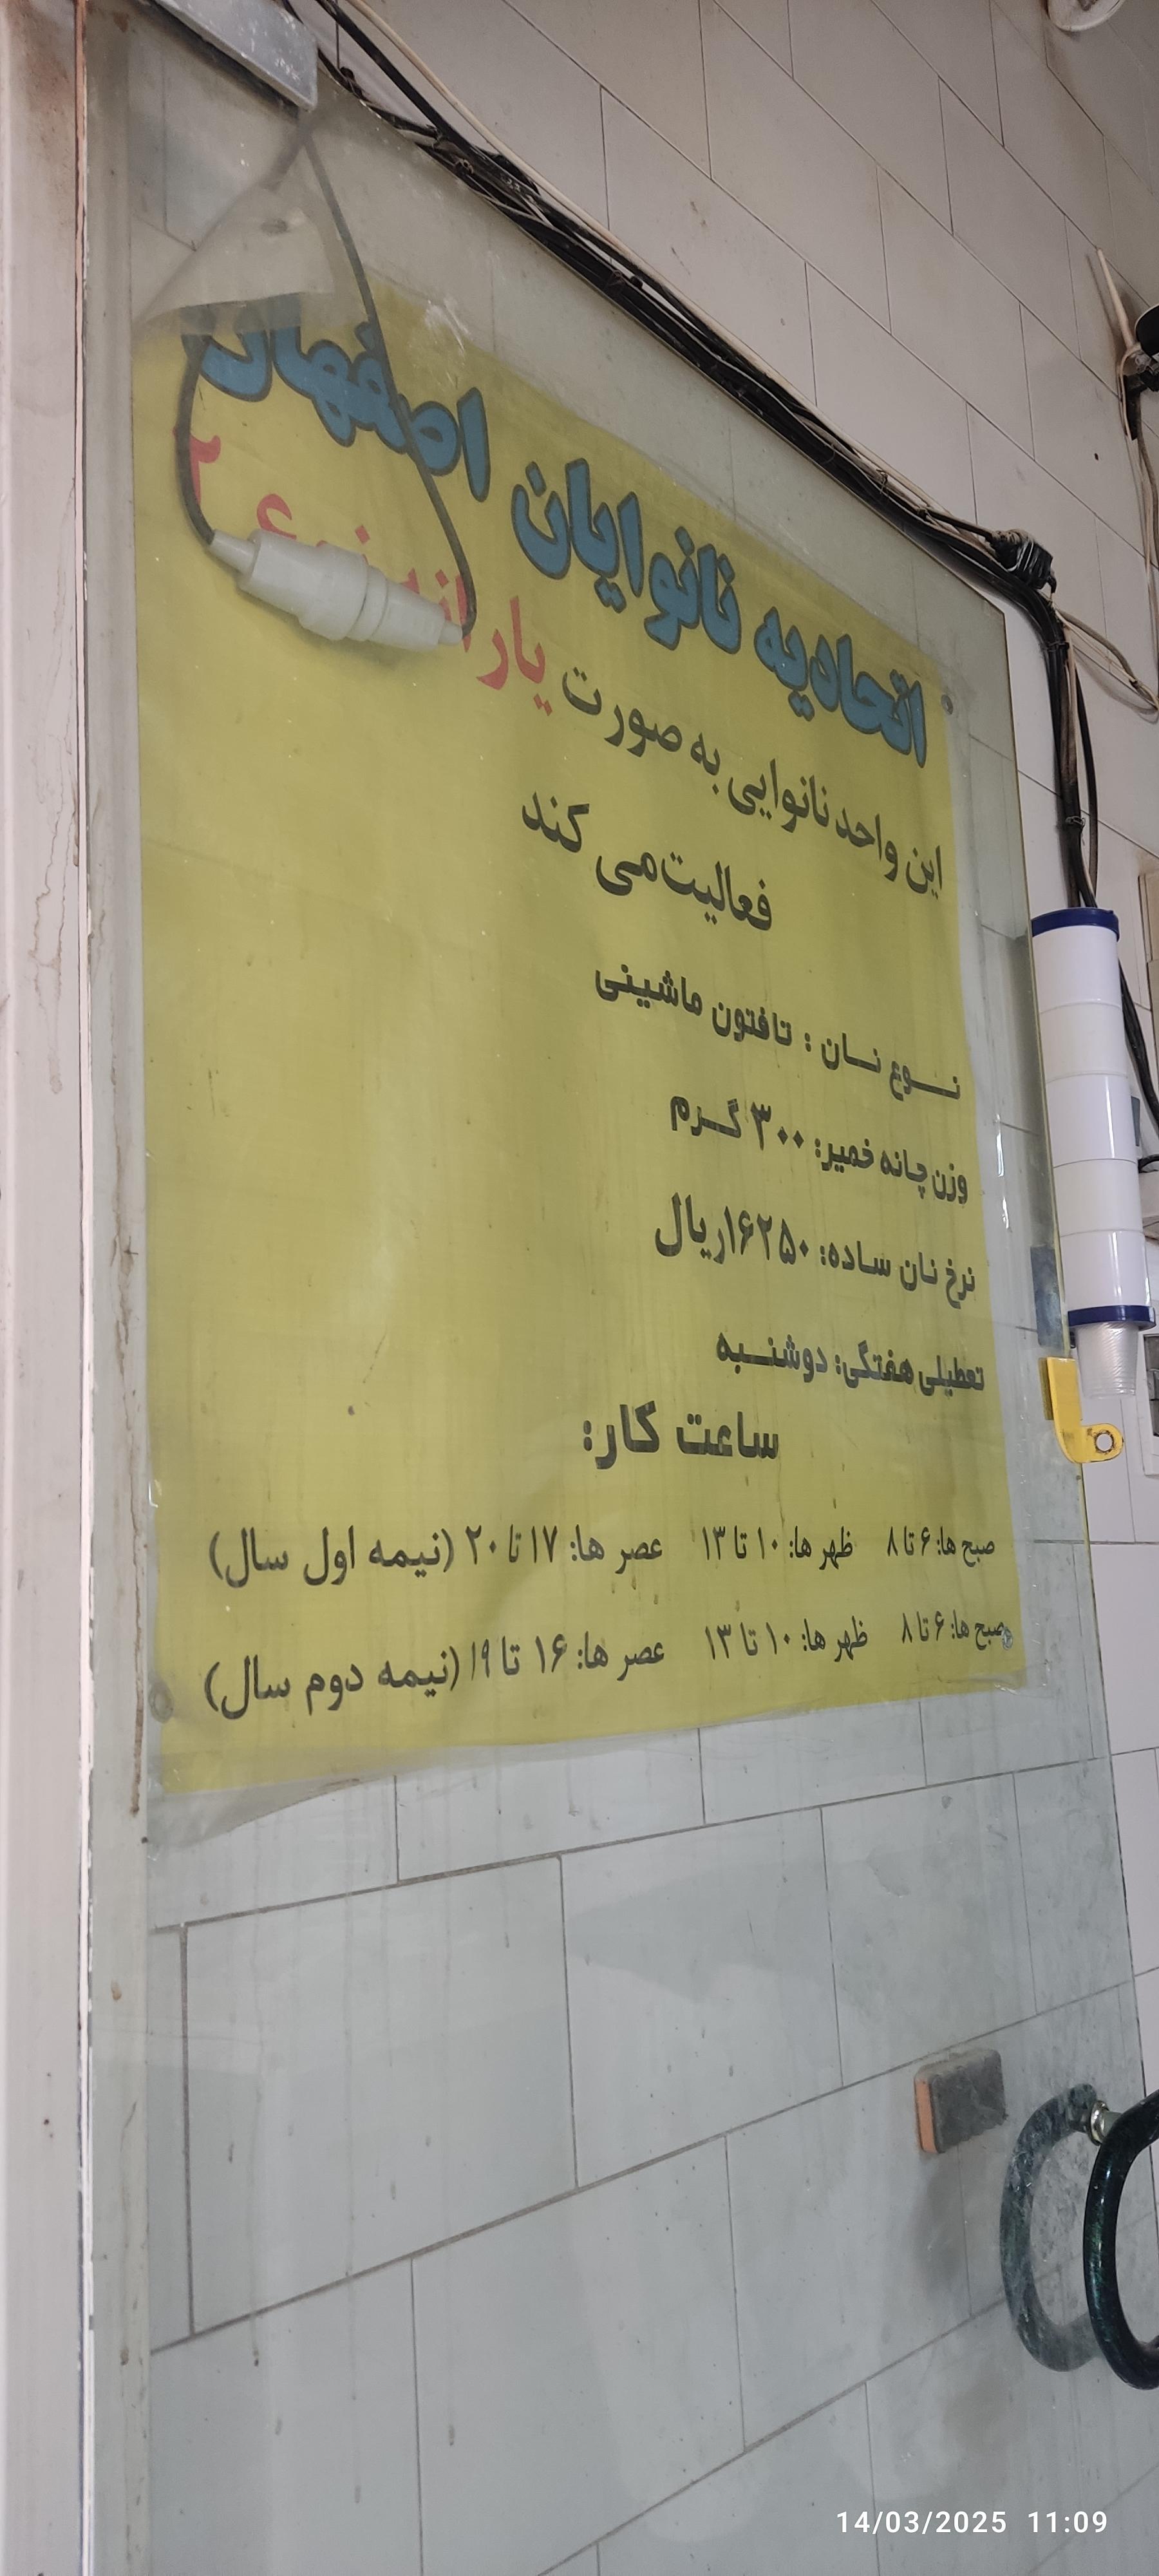 اتحادیه نانوایان اصفهان
این واحد نانوایی به صورت یارانه نوع ۲
فعالیت می کند
نوع نان : تافتون ماشینی
وزن چانه خمیر: ۳۰۰ گرم
نرخ نان ساده: ۱۶۲۵۰ریال
تعطیلی هفتگی: دوشنبه
ساعت کار:
صبح ها: ۶ تا ۸ ظهر ها: ۱۰ تا ۱۳ عصر ها: ۱۷ تا ۲۰ (نیمه اول سال)
صبح ها: ۶ تا ۸ ظهر ها: ۱۰ تا ۱۳ عصر ها: ۱۶ تا ۱۹ (نیمه دوم سال)
14/03/2025 11:09